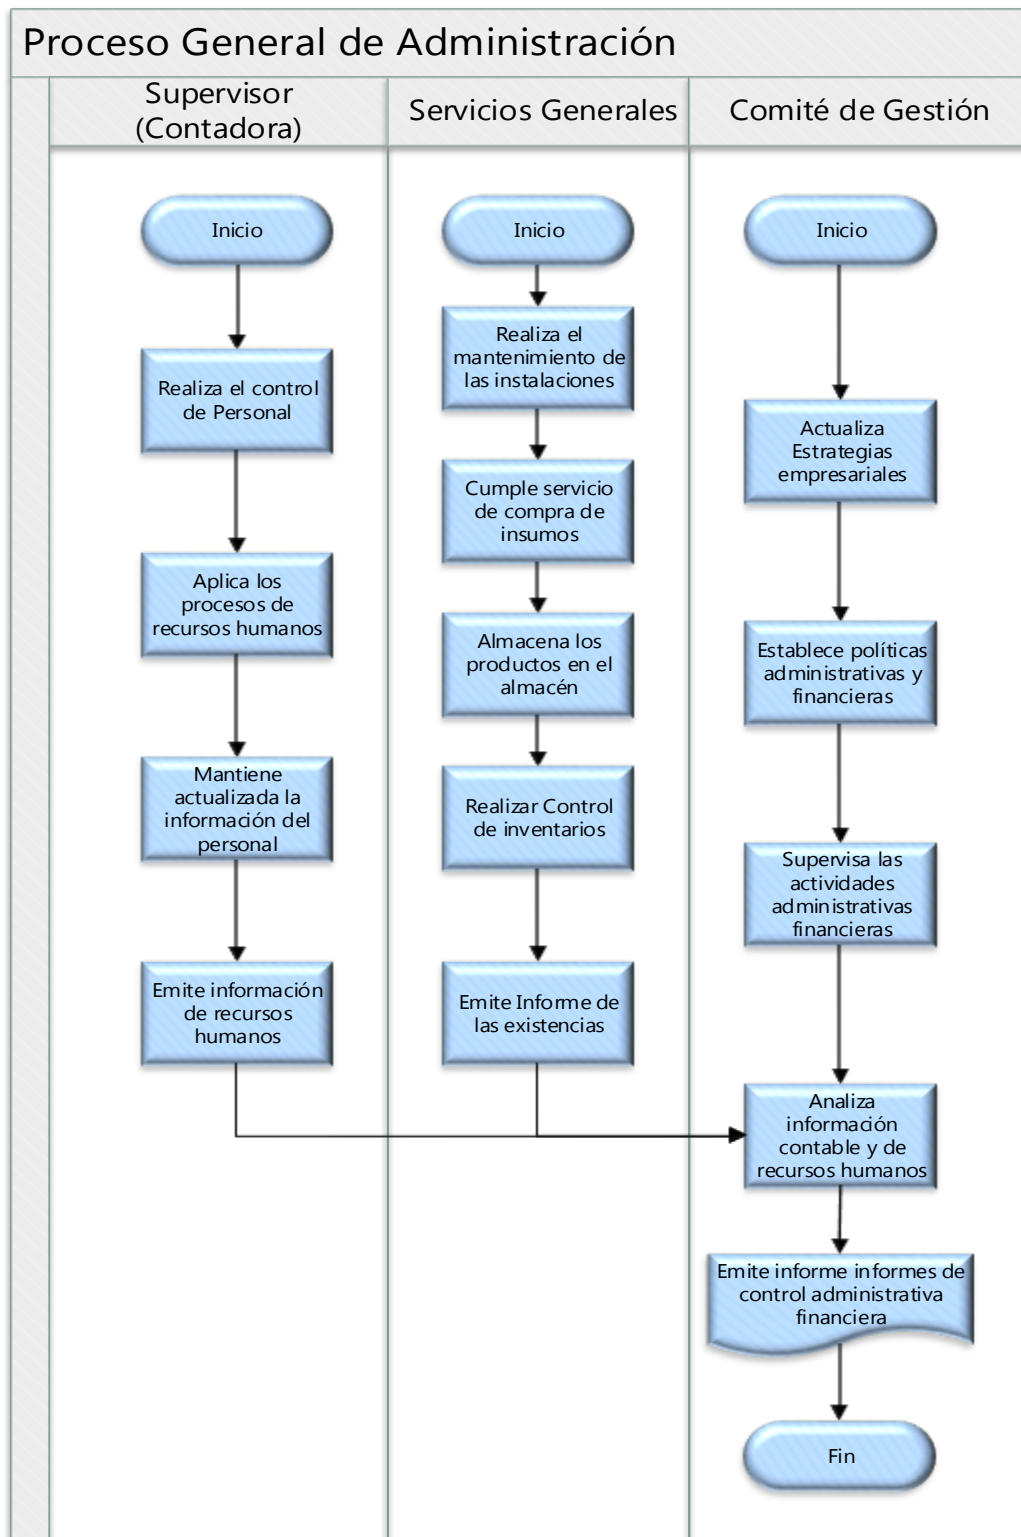 Proceso General de Administración
Supervisor
(Contadora)
Servicios Generales
Comité de Gestión
Inicio
Realiza el control
de Personal
Aplica los
procesos de
recursos humanos
Mantiene
actualizada la
información del
personal
Emite información
de recursos
humanos
Inicio
Realiza el
mantenimiento de
las instalaciones
Cumple servicio
de compra de
insumos
Almacena los
productos en el
almacén
Realizar Control
de inventarios
Emite Informe de
las existencias
Inicio
Actualiza
Estrategias
empresariales
Establece políticas
administrativas y
financieras
Supervisa las
actividades
administrativas
financieras
Analiza
información
contable y de
recursos humanos
Emite informe informes de
control administrativa
financiera
Fin